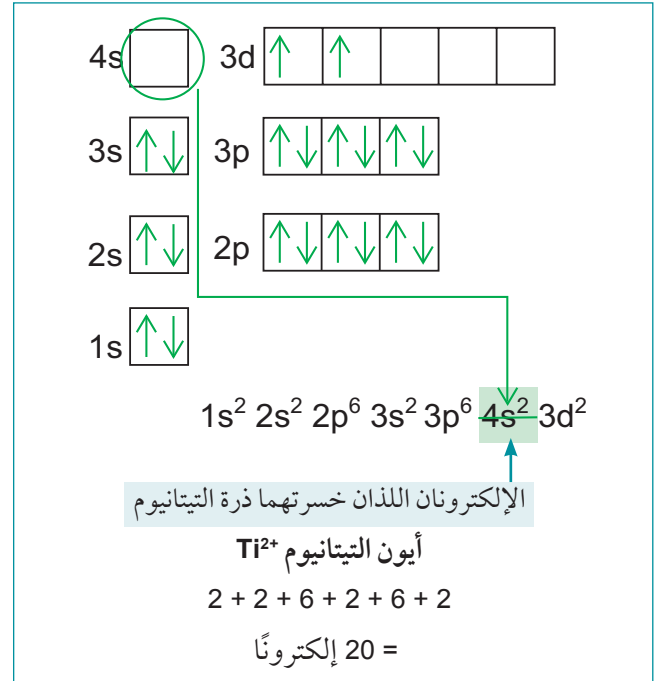 4s 3d
3s 3p
2s 2p
1s
1s² 2s² 2p⁶ 3s² 3p⁶ 4s² 3d²
الإلكترونان اللذان خسرتهما ذرة التيتانيوم
أيون التيتانيوم Ti²⁺
2 + 2 + 6 + 2 + 6 + 2
= 20 إلكترونًا